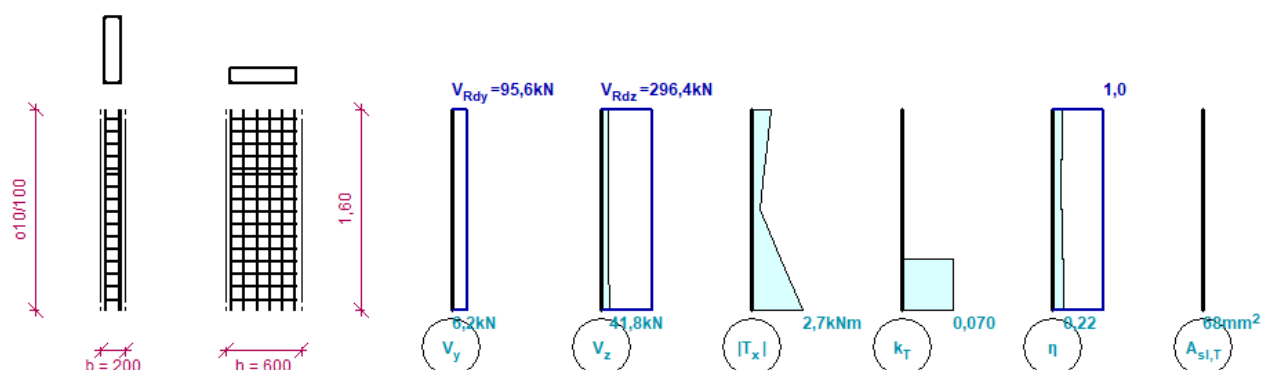 V_Rdy =95,6kN
V_Rdz =296,4kN
1,0
o10/100
1,60
6,2kN
41,8kN
2,7kNm
0,070
0,22
68mm²
V_y
V_z
|T_x|
k_T
η
A_sl,T
b = 200
h = 600